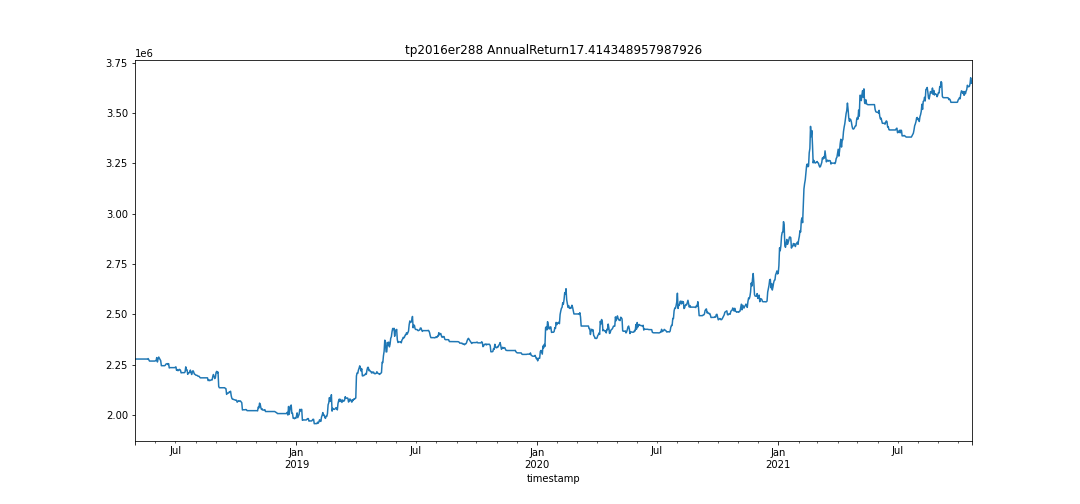 tp2016er288 AnnualReturn17.414348957987926
1e6
3.75
3.50
3.25
3.00
2.75
2.50
2.25
2.00
Jul Jan Jul Jan Jul Jan Jul
2019 2020 2021
timestamp